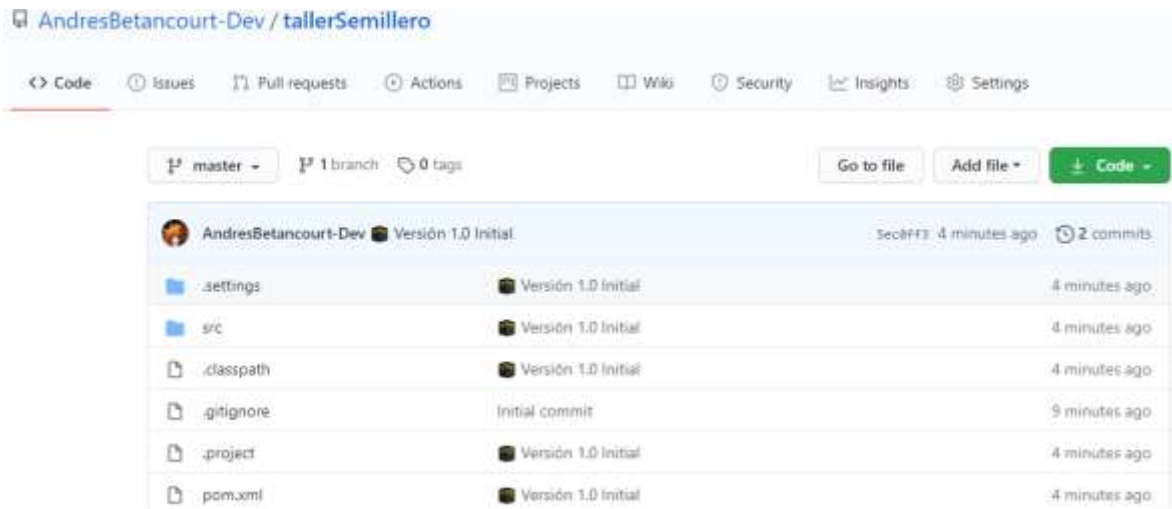 AndresBetancourt-Dev / tallerSemillero
<> Code Issues Pull requests Actions Projects Wiki Security Insights Settings
master 1 branch 0 tags Go to file Add file Code
AndresBetancourt-Dev Versión 1.0 Initial 4 minutes ago 2 commits
.settings Versión 1.0 Initial 4 minutes ago
src Versión 1.0 Initial 4 minutes ago
.classpath Versión 1.0 Initial 4 minutes ago
.gitignore Initial commit 9 minutes ago
.project Versión 1.0 Initial 4 minutes ago
pom.xml Versión 1.0 Initial 4 minutes ago